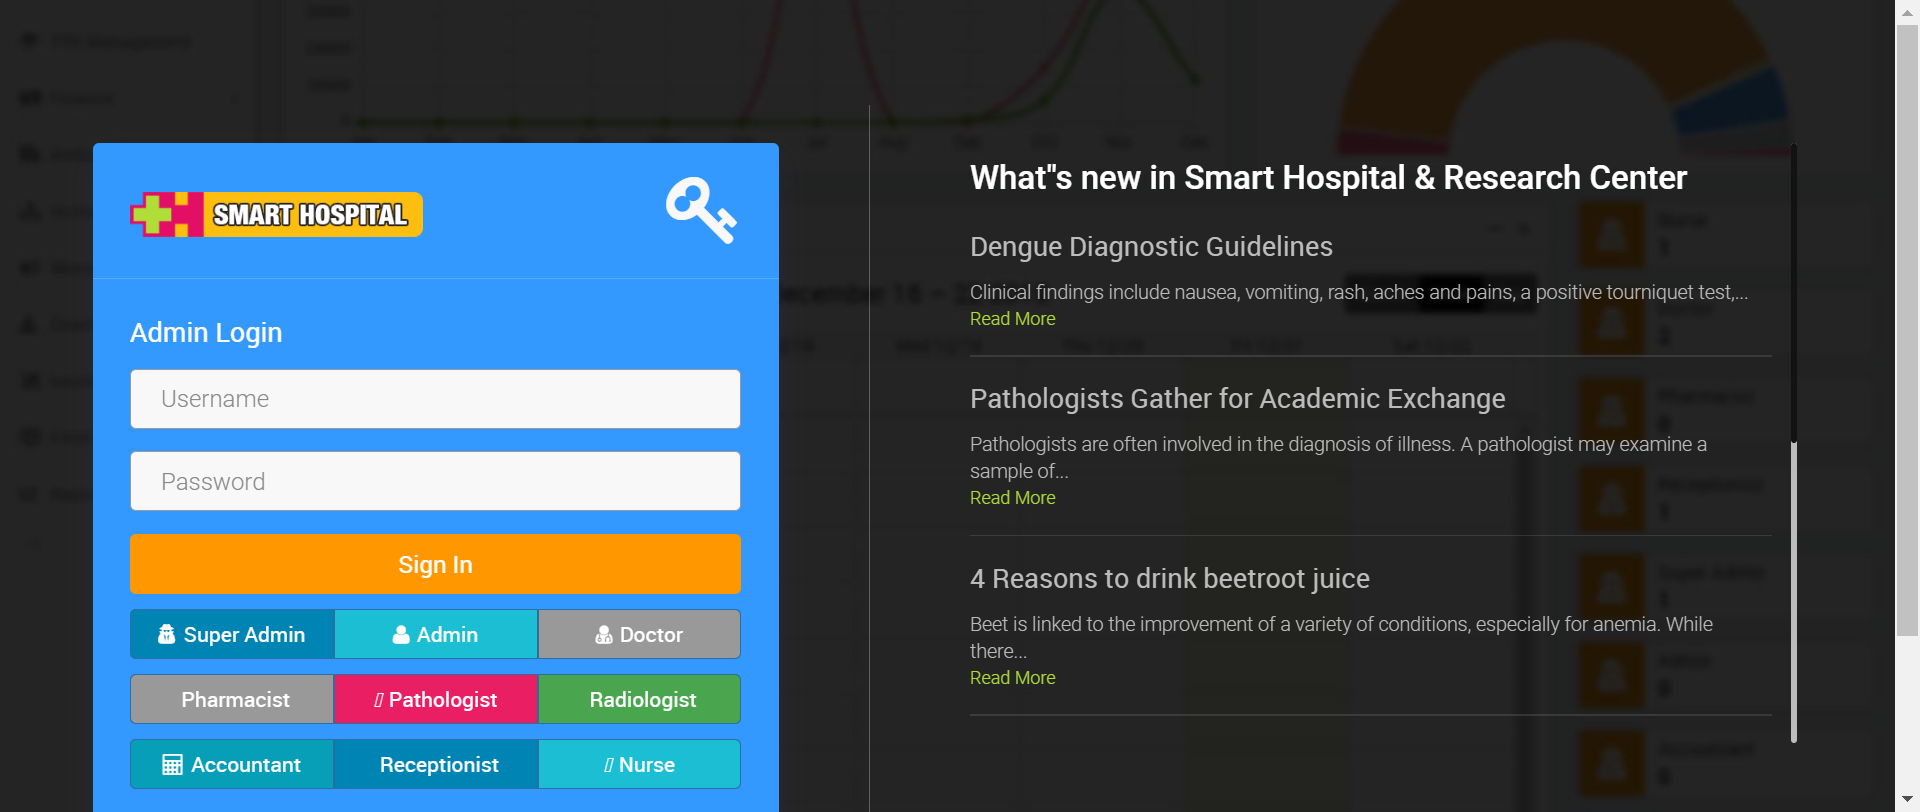 SMART HOSPITAL
Admin Login
Username
Password
Sign In
Super Admin
Admin
Doctor
Pharmacist
Pathologist
Radiologist
Accountant
Receptionist
Nurse
What"s new in Smart Hospital & Research Center
Dengue Diagnostic Guidelines
Clinical findings include nausea, vomiting, rash, aches and pains, a positive tourniquet test,...
Read More
Pathologists Gather for Academic Exchange
Pathologists are often involved in the diagnosis of illness. A pathologist may examine a
sample of...
Read More
4 Reasons to drink beetroot juice
Beet is linked to the improvement of a variety of conditions, especially for anemia. While
there...
Read More